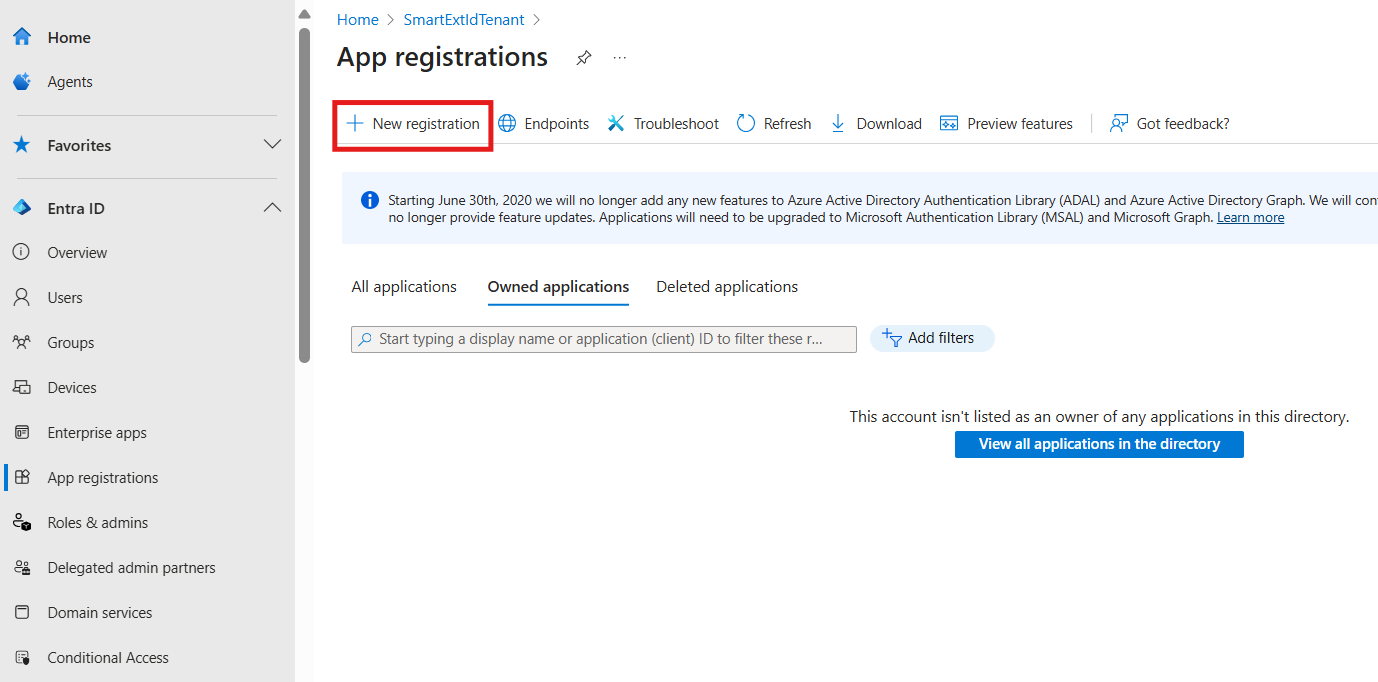 Home
Agents
Favorites
Entra ID
Overview
Users
Groups
Devices
Enterprise apps
App registrations
Roles & admins
Delegated admin partners
Domain services
Conditional Access
Home > SmartExtIdTenant >
App registrations
New registration Endpoints Troubleshoot Refresh Download Preview features Got feedback?
Starting June 30th, 2020 we will no longer add any new features to Azure Active Directory Authentication Library (ADAL) and Azure Active Directory Graph. We will con
no longer provide feature updates. Applications will need to be upgraded to Microsoft Authentication Library (MSAL) and Microsoft Graph. Learn more
All applications Owned applications Deleted applications
Start typing a display name or application (client) ID to filter these r... Add filters
This account isn't listed as an owner of any applications in this directory.
View all applications in the directory